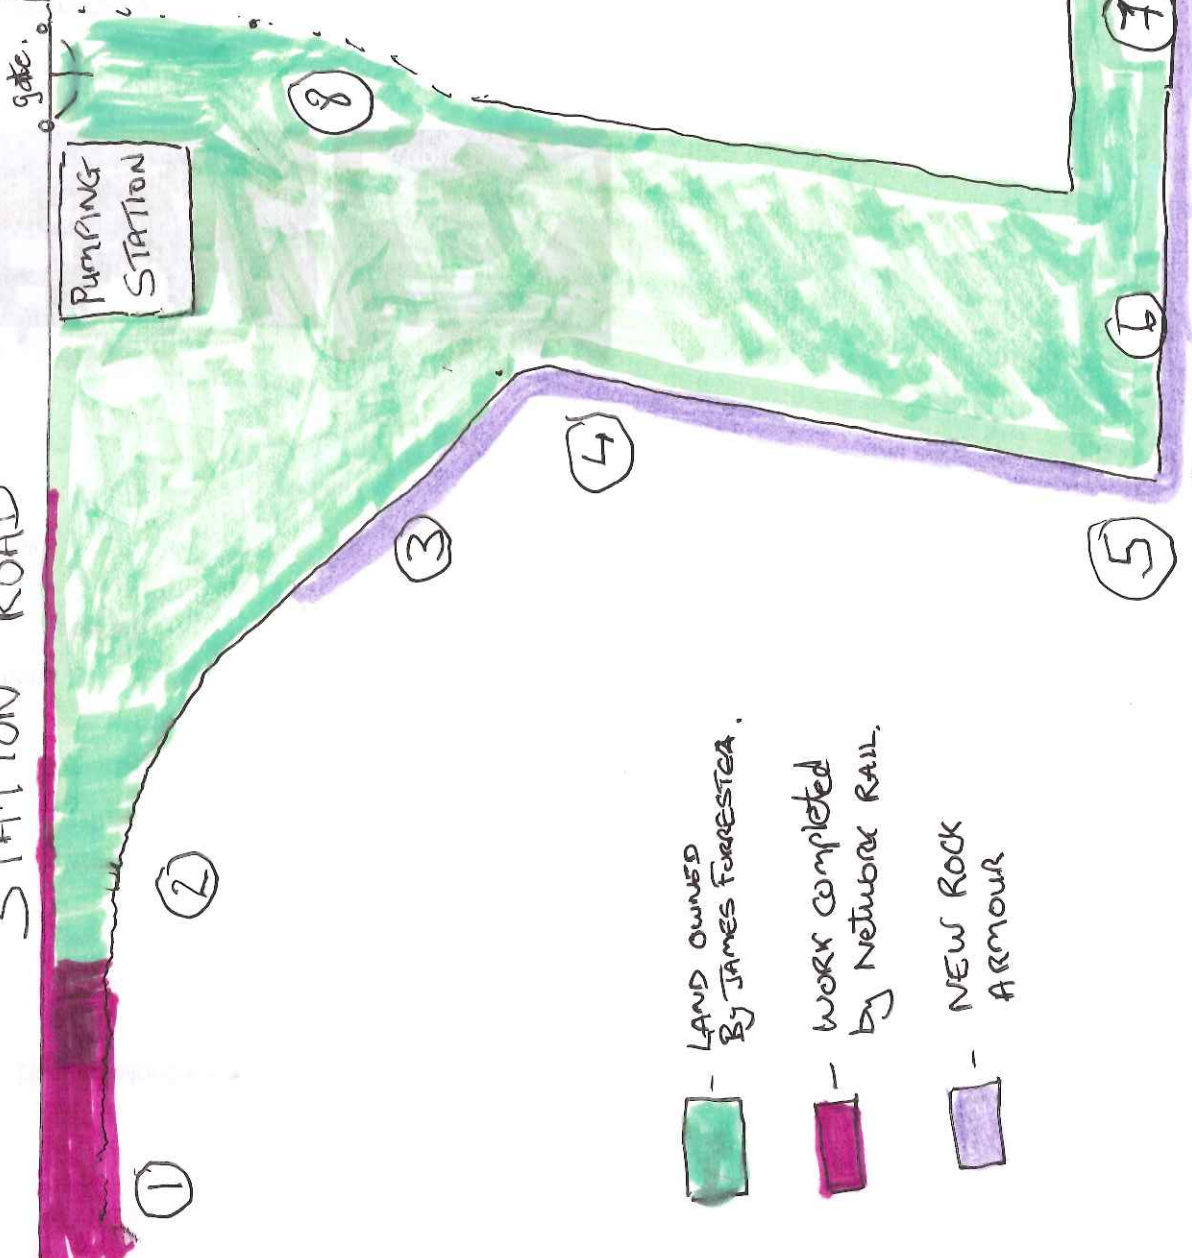 STATION ROAD
gate.
PUMPING
STATION
1
2
3
4
5
6
7
8
- LAND OWNED
By JAMES FORRESTER.
- WORK Completed
by NETWORK RAIL.
- NEW ROCK
ARMOUR